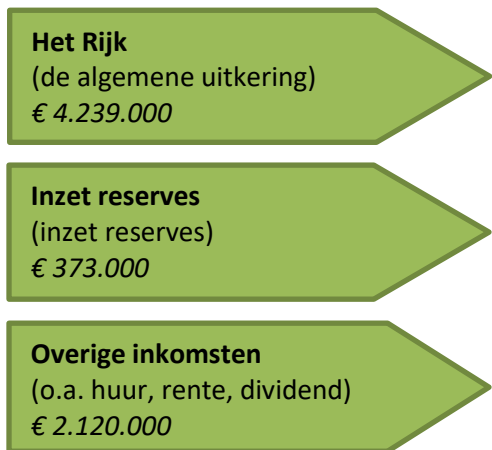 Het Rijk
(de algemene uitkering)
€ 4.239.000
Inzet reserves
(inzet reserves)
€ 373.000
Overige inkomsten
(o.a. huur, rente, dividend)
€ 2.120.000